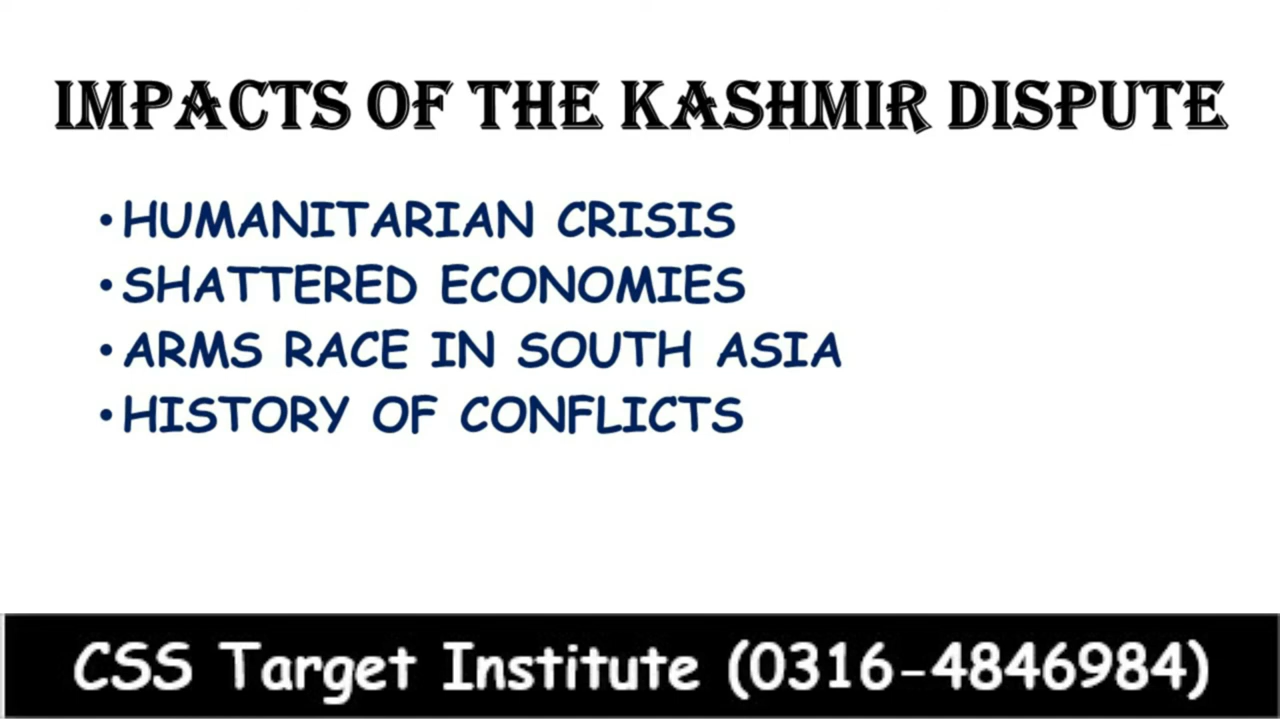 IMPACTS OF THE KASHMIR DISPUTE
• HUMANITARIAN CRISIS
• SHATTERED ECONOMIES
• ARMS RACE IN SOUTH ASIA
• HISTORY OF CONFLICTS
CSS Target Institute (0316-4846984)